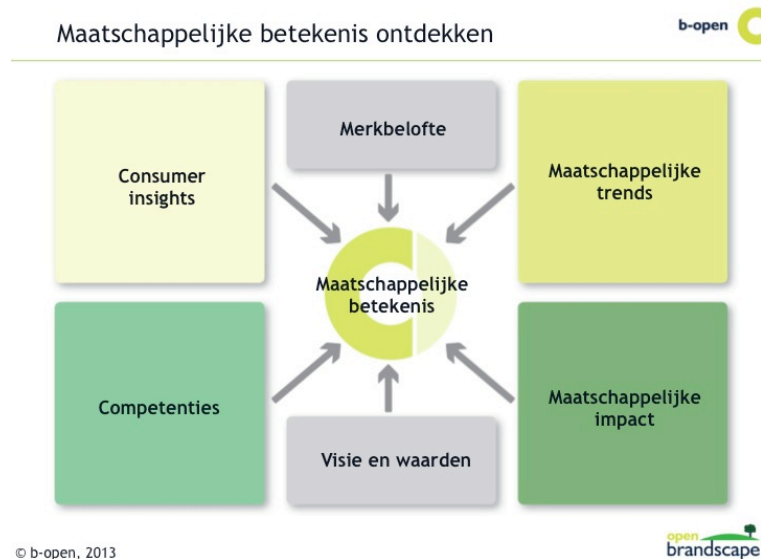 Maatschappelijke betekenis ontdekken
b-open
Consumer
insights
Merkbelofte
Maatschappelijke
trends
Maatschappelijke
betekenis
Competenties
Visie en waarden
Maatschappelijke
impact
© b-open, 2013
open
brandscape